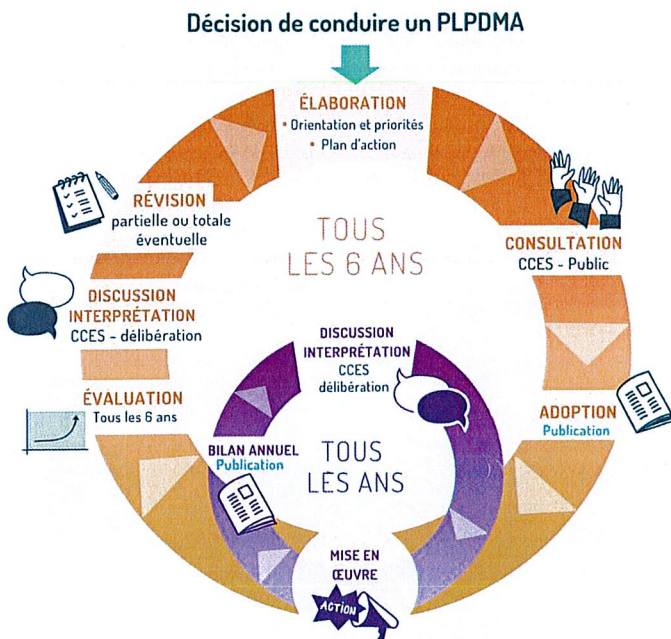 Décision de conduire un PLPDMA
ÉLABORATION
• Orientation et priorités
• Plan d'action
RÉVISION
partielle ou totale
éventuelle
TOUS
LES 6 ANS
CONSULTATION
CCES - Public
DISCUSSION
INTERPRÉTATION
CCES - délibération
DISCUSSION
INTERPRÉTATION
CCES
délibération
ÉVALUATION
Tous les 6 ans
ADOPTION
Publication
BILAN ANNUEL
Publication
TOUS
LES ANS
MISE EN
ŒUVRE
ACTION